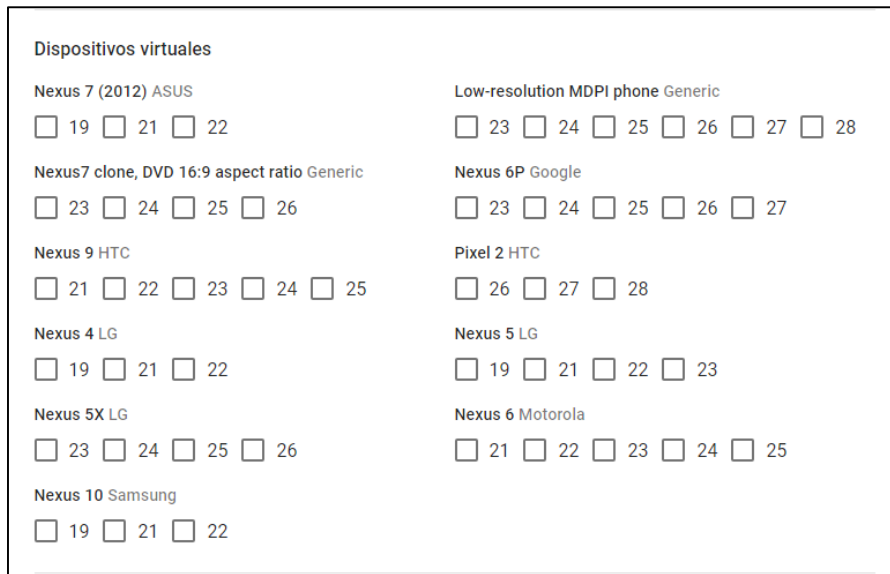 Dispositivos virtuales
Nexus 7 (2012) ASUS
19 21 22
Low-resolution MDPI phone Generic
23 24 25 26 27 28
Nexus7 clone, DVD 16:9 aspect ratio Generic
23 24 25 26
Nexus 6P Google
23 24 25 26 27
Nexus 9 HTC
21 22 23 24 25
Pixel 2 HTC
26 27 28
Nexus 4 LG
19 21 22
Nexus 5 LG
19 21 22 23
Nexus 5X LG
23 24 25 26
Nexus 6 Motorola
21 22 23 24 25
Nexus 10 Samsung
19 21 22